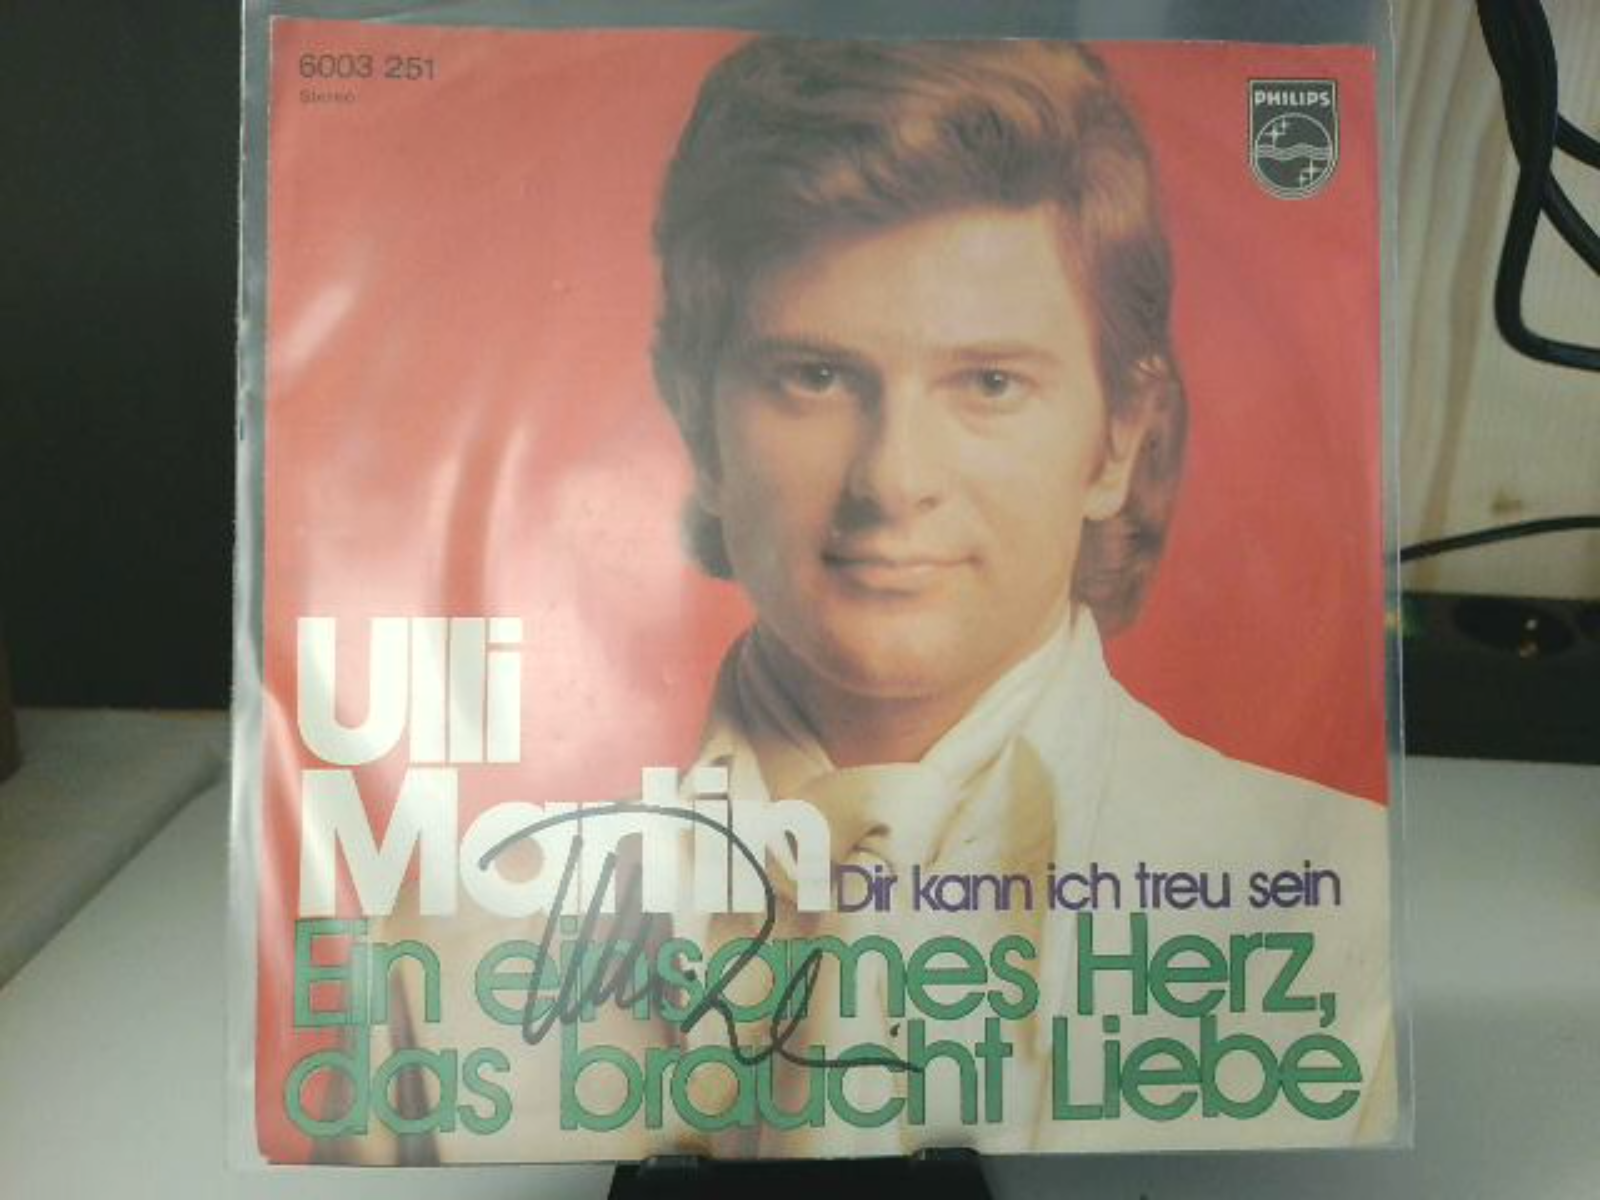 6003 251
Stereo
PHILIPS
Ulli
Martin
Dir kann ich treu sein
Ein einsames Herz,
das braucht Liebe